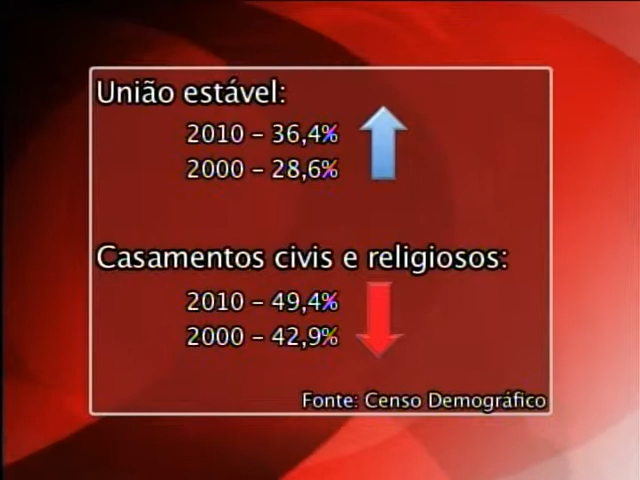 União estável:
2010 – 36,4%
2000 – 28,6%
Casamentos civis e religiosos:
2010 – 49,4%
2000 – 42,9%
Fonte: Censo Demográfico